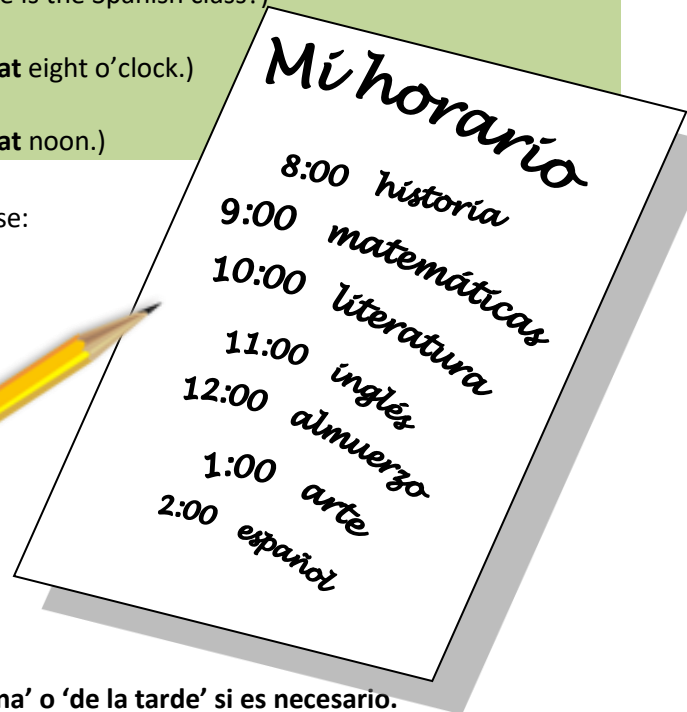 e is the Spanish class?)
at eight o’clock.)
at noon.)
se:
Mi horario
8:00 historia
9:00 matemáticas
10:00 literatura
11:00 inglés
12:00 almuerzo
1:00 arte
2:00 español
na’ o ‘de la tarde’ si es necesario.